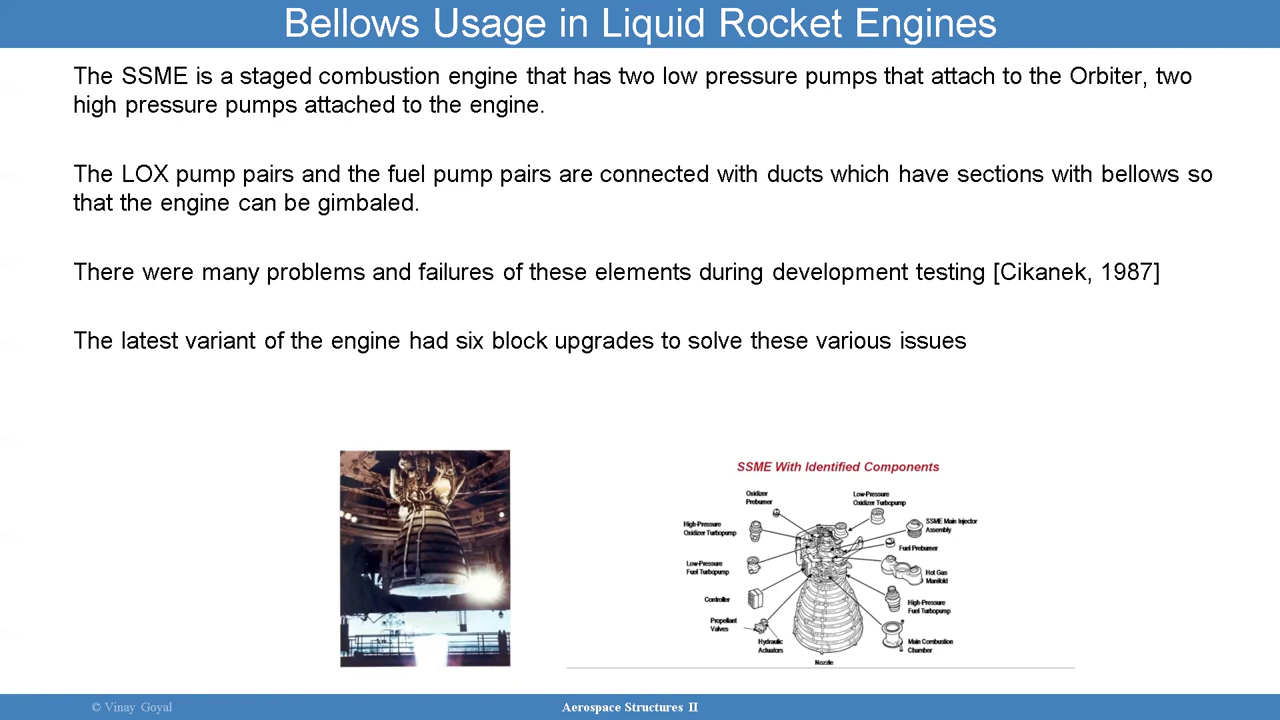 Bellows Usage in Liquid Rocket Engines
The SSME is a staged combustion engine that has two low pressure pumps that attach to the Orbiter, two
high pressure pumps attached to the engine.
The LOX pump pairs and the fuel pump pairs are connected with ducts which have sections with bellows so
that the engine can be gimbaled.
There were many problems and failures of these elements during development testing [Cikanek, 1987]
The latest variant of the engine had six block upgrades to solve these various issues
SSME With Identified Components
Oxidizer
Preburner
Low-Pressure
Oxidizer Turbopump
High-Pressure
Oxidizer Turbopump
SSME Main Injector
Assembly
Fuel Preburner
Low-Pressure
Fuel Turbopump
Hot Gas
Manifold
Controller
High-Pressure
Fuel Turbopump
Propellant
Valves
Hydraulic
Actuators
Main Combustion
Chamber
Nozzle
© Vinay Goyal
Aerospace Structures II